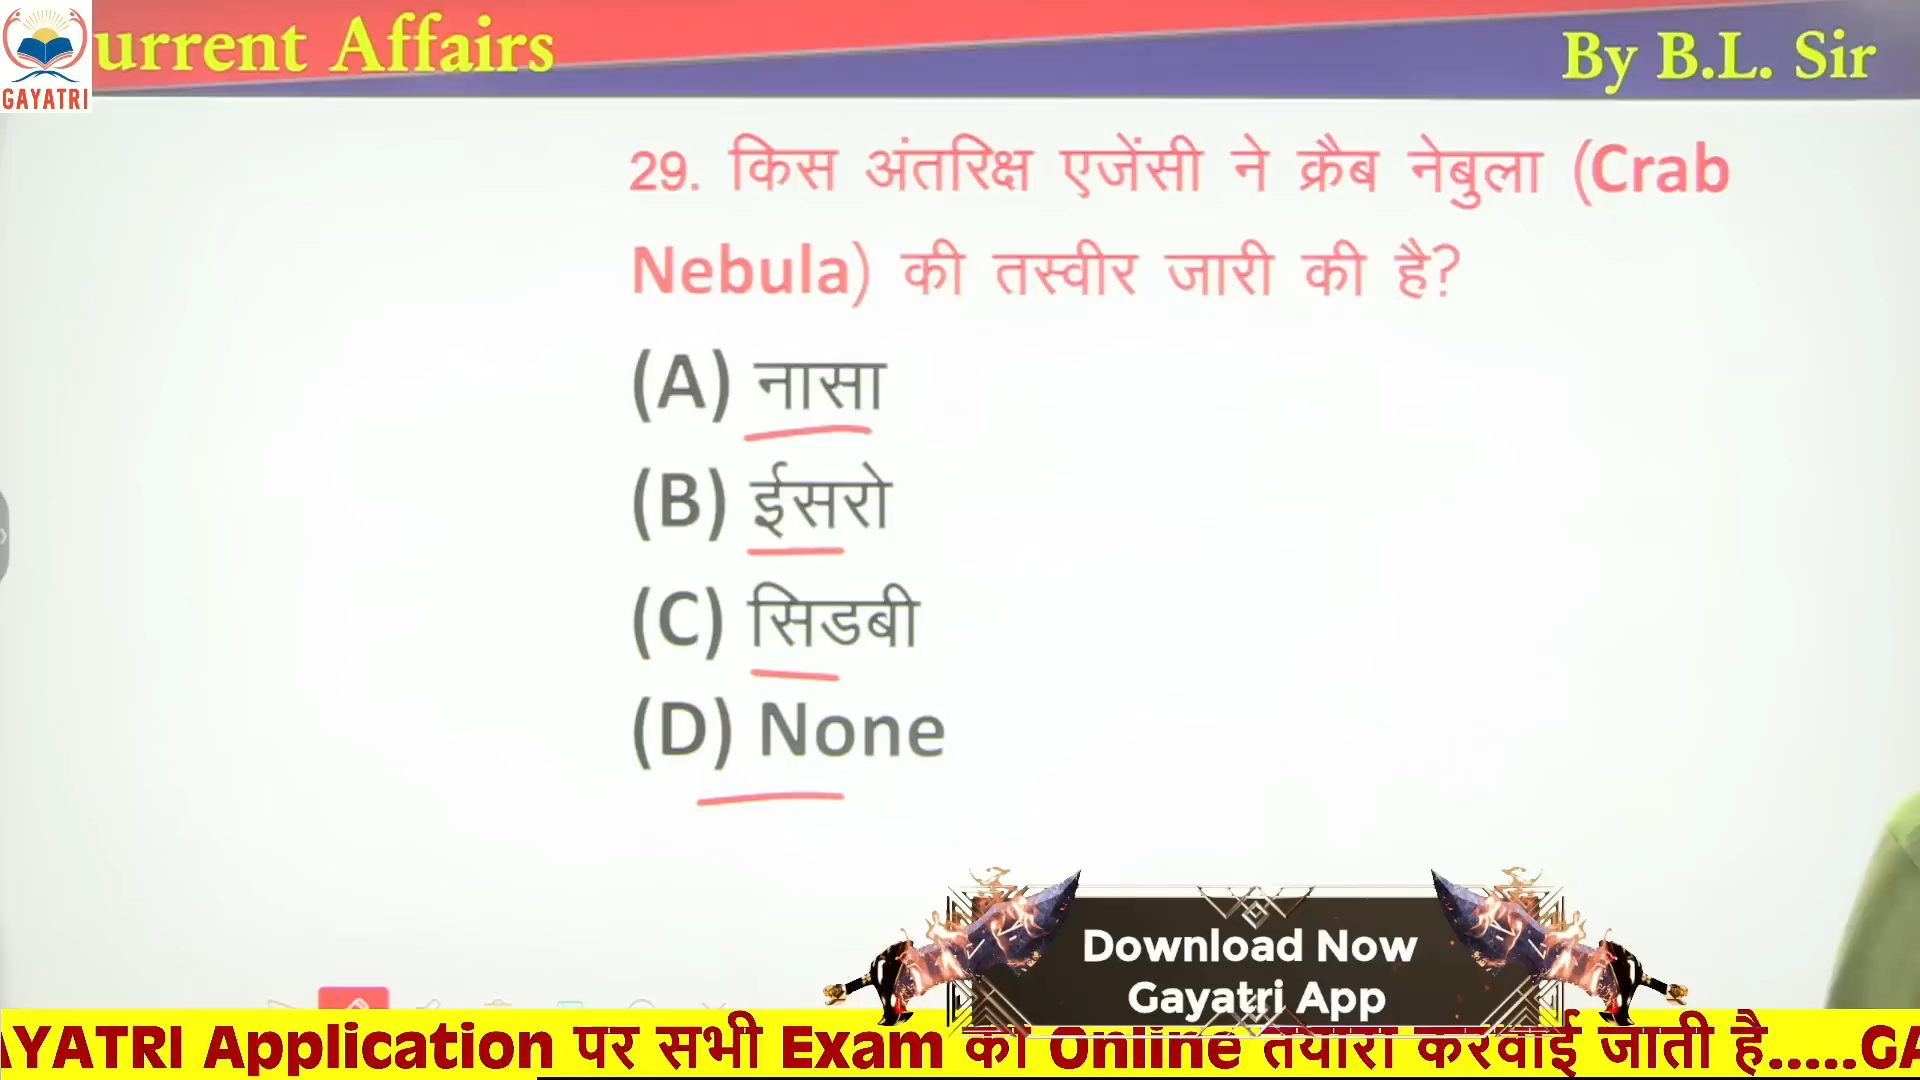 urrent Affairs
By B.L. Sir
GAYATRI
29. किस अंतरिक्ष एजेंसी ने क्रैब नेबुला (Crab
Nebula) की तस्वीर जारी की है?
(A) नासा
(B) ईसरो
(C) सिडबी
(D) None
Download Now
Gayatri App
AYATRI Application पर सभी Exam की Online तैयारी करवाई जाती है.....GA